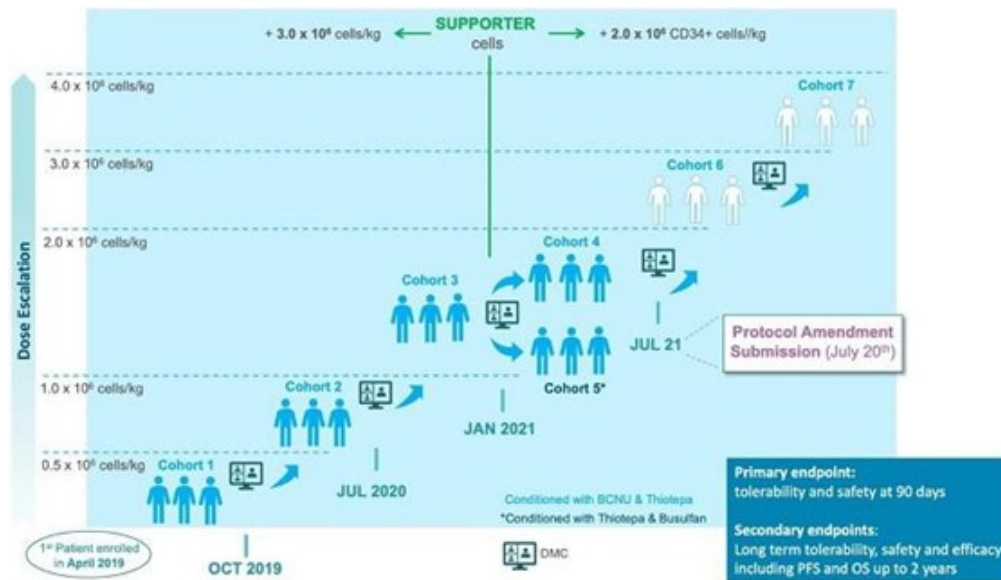 SUPPORTER
cells
+ 3.0 x 10⁶ cells/kg
+ 2.0 x 10⁶ CD34+ cells//kg
4.0 x 10⁶ cells/kg
Cohort 7
3.0 x 10⁶ cells/kg
Cohort 6
2.0 x 10⁶ cells/kg
Cohort 4
Cohort 3
Dose Escalation
JUL 21
Protocol Amendment
Submission (July 20ᵗʰ)
1.0 x 10⁶ cells/kg
Cohort 2
Cohort 5*
JAN 2021
0.5 x 10⁶ cells/kg
Cohort 1
JUL 2020
Conditioned with BCNU & Thiotepa
*Conditioned with Thiotepa & Busulfan
1ˢᵗ Patient enrolled
in April 2019
OCT 2019
DMC
Primary endpoint:
tolerability and safety at 90 days
Secondary endpoints:
Long term tolerability, safety and efficacy
including PFS and OS up to 2 years